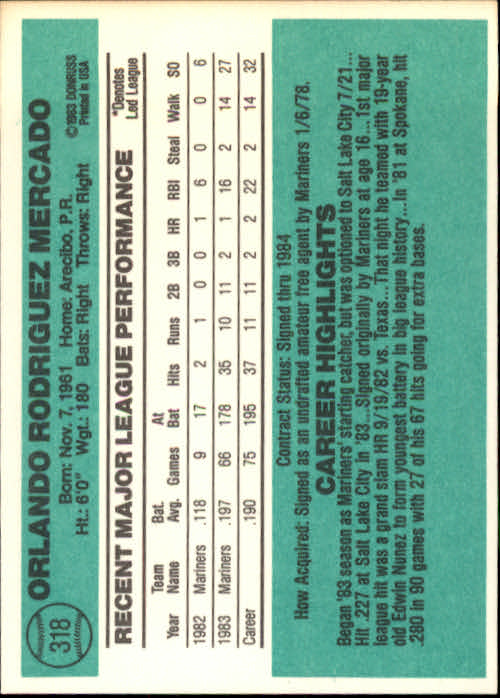 318
ORLANDO RODRIGUEZ MERCADO
Born: Nov. 7, 1961 Home: Arecibo, P.R.
Ht.: 6'0" Wgt.: 180 Bats: Right Throws: Right
©1983 DONRUSS
Printed in USA
RECENT MAJOR LEAGUE PERFORMANCE
*Denotes
Led League
Year Team Name Bat. Avg. Games At Bat Hits Runs 2B 3B HR RBI Steal Walk SO
1982 Mariners .118 9 17 2 1 0 0 1 6 0 0 6
1983 Mariners .197 66 178 35 10 11 2 1 16 2 14 27
Career .190 75 195 37 11 11 2 2 22 2 14 32
Contract Status: Signed thru 1984
How Acquired: Signed as an undrafted amateur free agent by Mariners 1/6/78.
CAREER HIGHLIGHTS
Began '83 season as Mariners' starting catcher, but was optioned to Salt Lake City 7/21...
Hit .227 at Salt Lake City in '83...Signed originally by Mariners at age 16...1st major
league hit was a grand slam HR 9/19/82 vs. Texas...That night he teamed with 19-year
old Edwin Nunez to form youngest battery in big league history...In '81 at Spokane, hit
.280 in 90 games with 27 of his 67 hits going for extra bases.